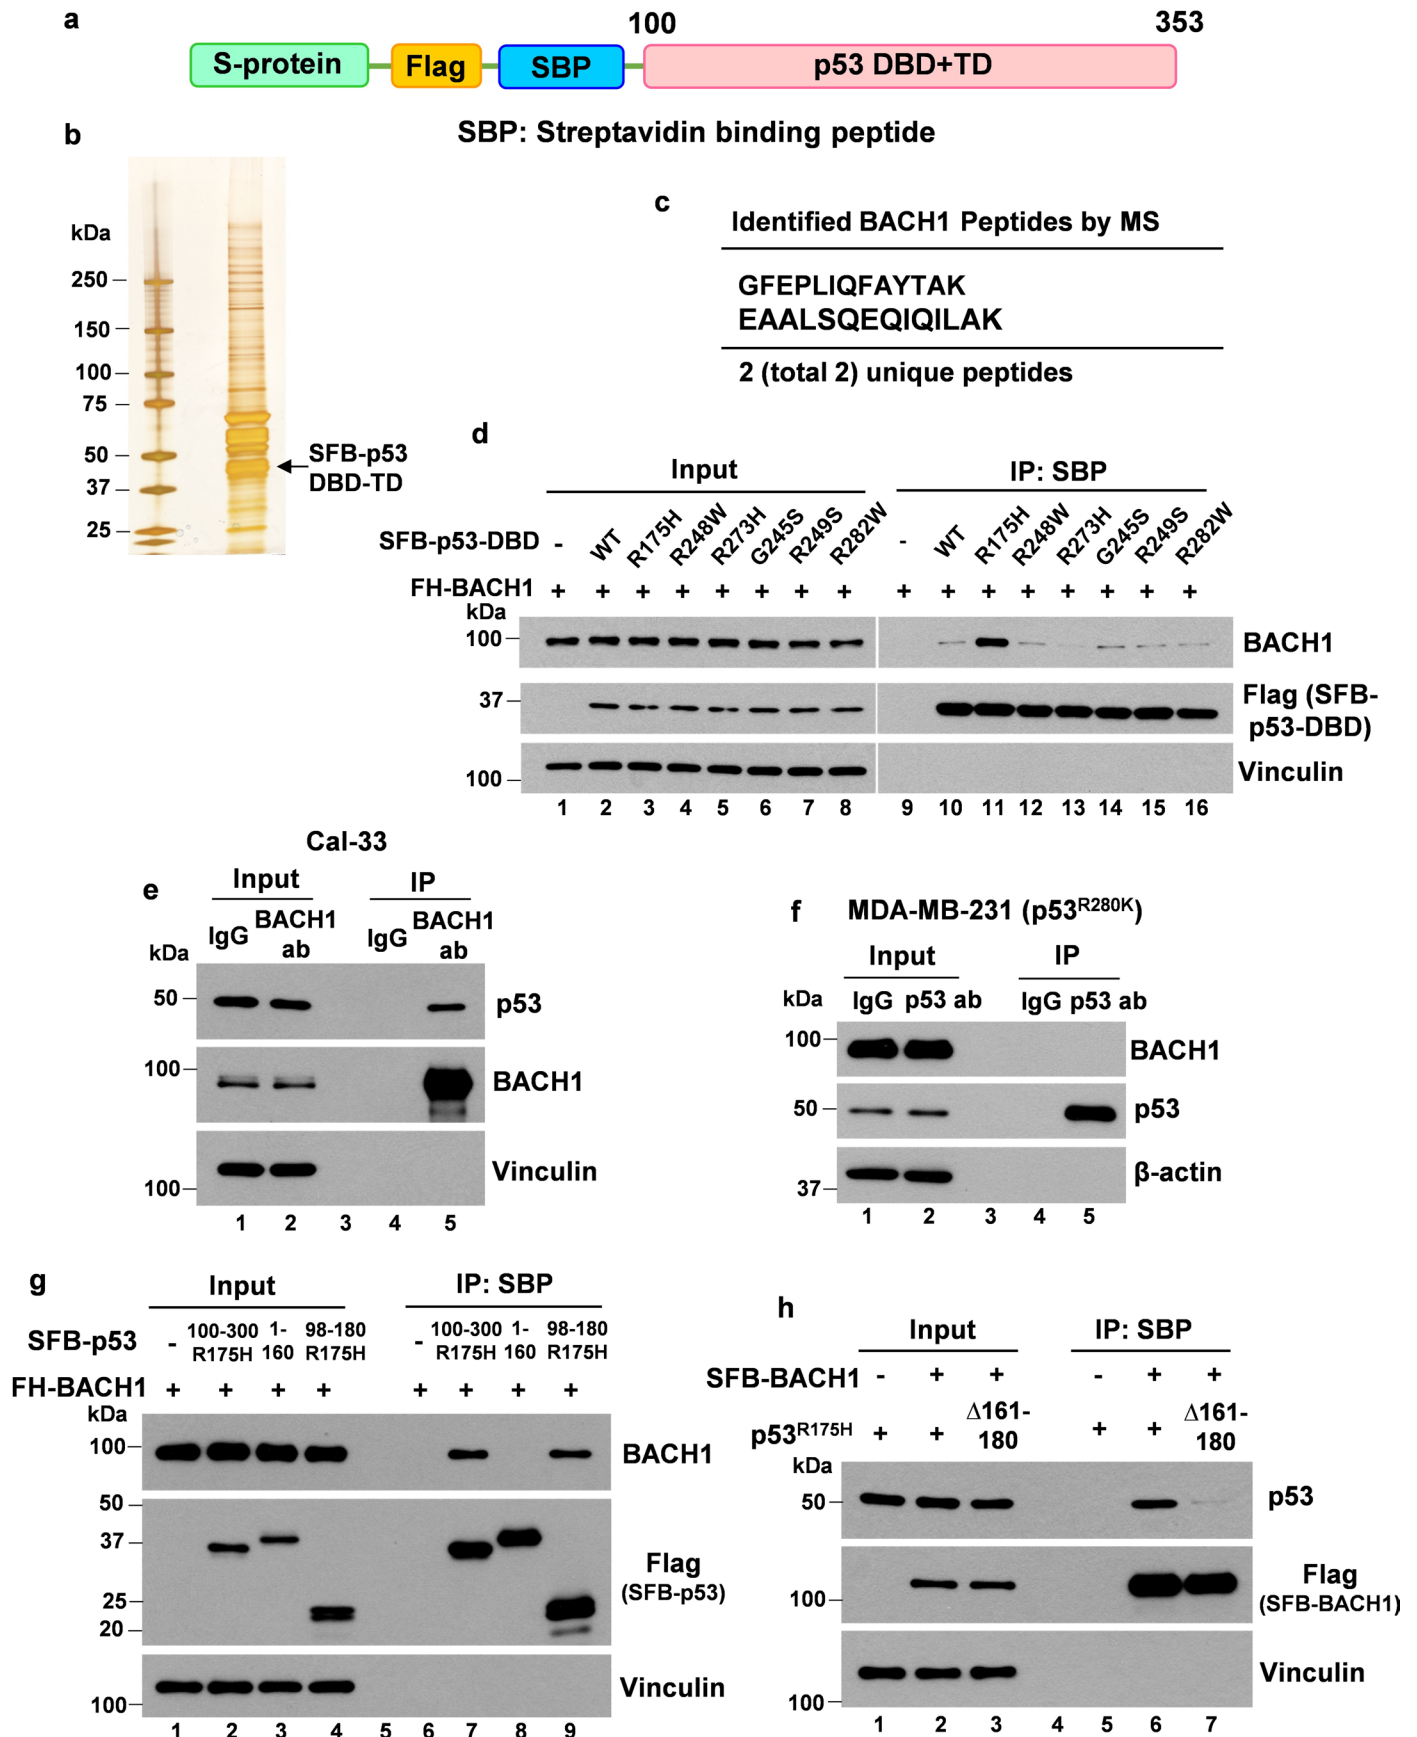 a
100 353
S-protein Flag SBP p53 DBD+TD
SBP: Streptavidin binding peptide
b
kDa
250
150
100
75
50
37
25
SFB-p53
DBD-TD
c
Identified BACH1 Peptides by MS
GFEPLIQFAYTAK
EAALSQEQIQILAK
2 (total 2) unique peptides
d
Input IP: SBP
SFB-p53-DBD - WT R175H R248W R273H G245S R249S R282W - WT R175H R248W R273H G245S R249S R282W
FH-BACH1 + + + + + + + + + + + + + + + +
kDa
100 BACH1
37 Flag (SFB-
p53-DBD)
100 Vinculin
1 2 3 4 5 6 7 8 9 10 11 12 13 14 15 16
Cal-33
e
Input IP
IgG BACH1 ab IgG BACH1 ab
kDa
50 p53
100 BACH1
Vinculin
100
1 2 3 4 5
f MDA-MB-231 (p53R280K)
Input IP
kDa IgG p53 ab IgG p53 ab
100 BACH1
50 p53
β-actin
37
1 2 3 4 5
g
Input IP: SBP
SFB-p53 - 100-300 R175H 1-160 98-180 R175H - 100-300 R175H 1-160 98-180 R175H
FH-BACH1 + + + + + + + +
kDa
100 BACH1
50
37
Flag
(SFB-p53)
25
20
Vinculin
100
1 2 3 4 5 6 7 8 9
h
Input IP: SBP
SFB-BACH1 - + + - + +
p53R175H + + Δ161-180 + + Δ161-180
kDa
50 p53
Flag
100 (SFB-BACH1)
Vinculin
100
1 2 3 4 5 6 7